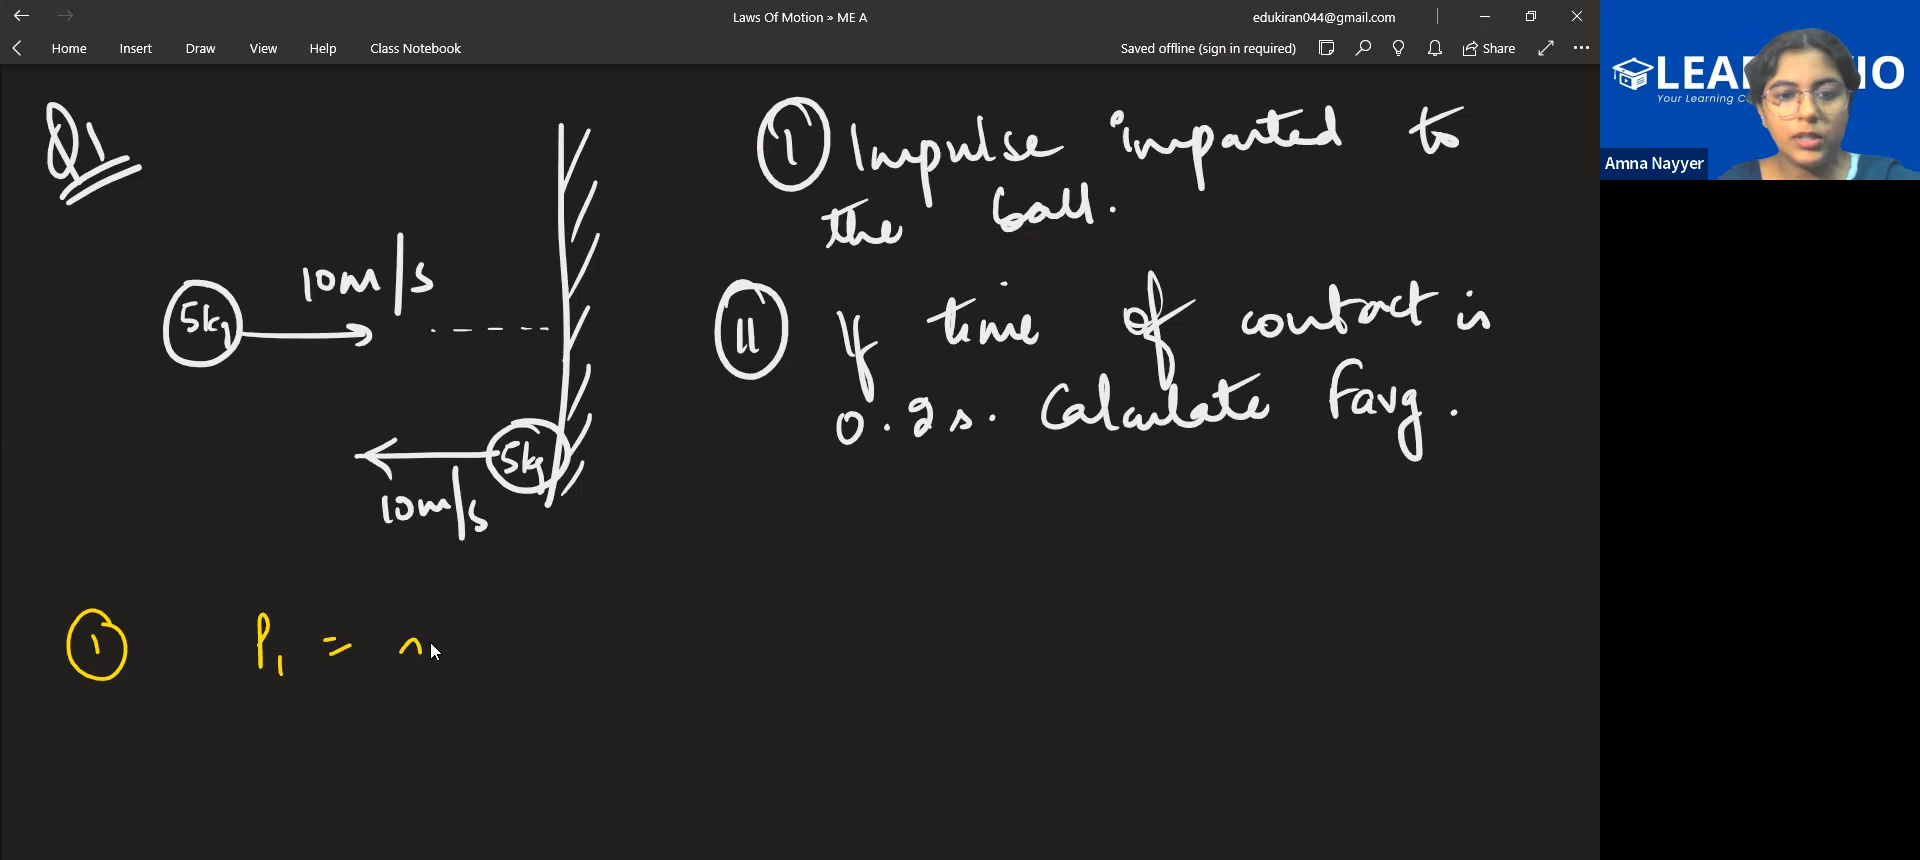 Laws Of Motion » ME A
edukiran044@gmail.com
Home Insert Draw View Help Class Notebook
Saved offline (sign in required)
Share
Your Learning
Amna Nayyer
Q1
5kg
10m/s
5kg
10m/s
I Impulse imparted to
the ball.
II If time of contact is
0.2s. Calculate Favg.
1 P1 =